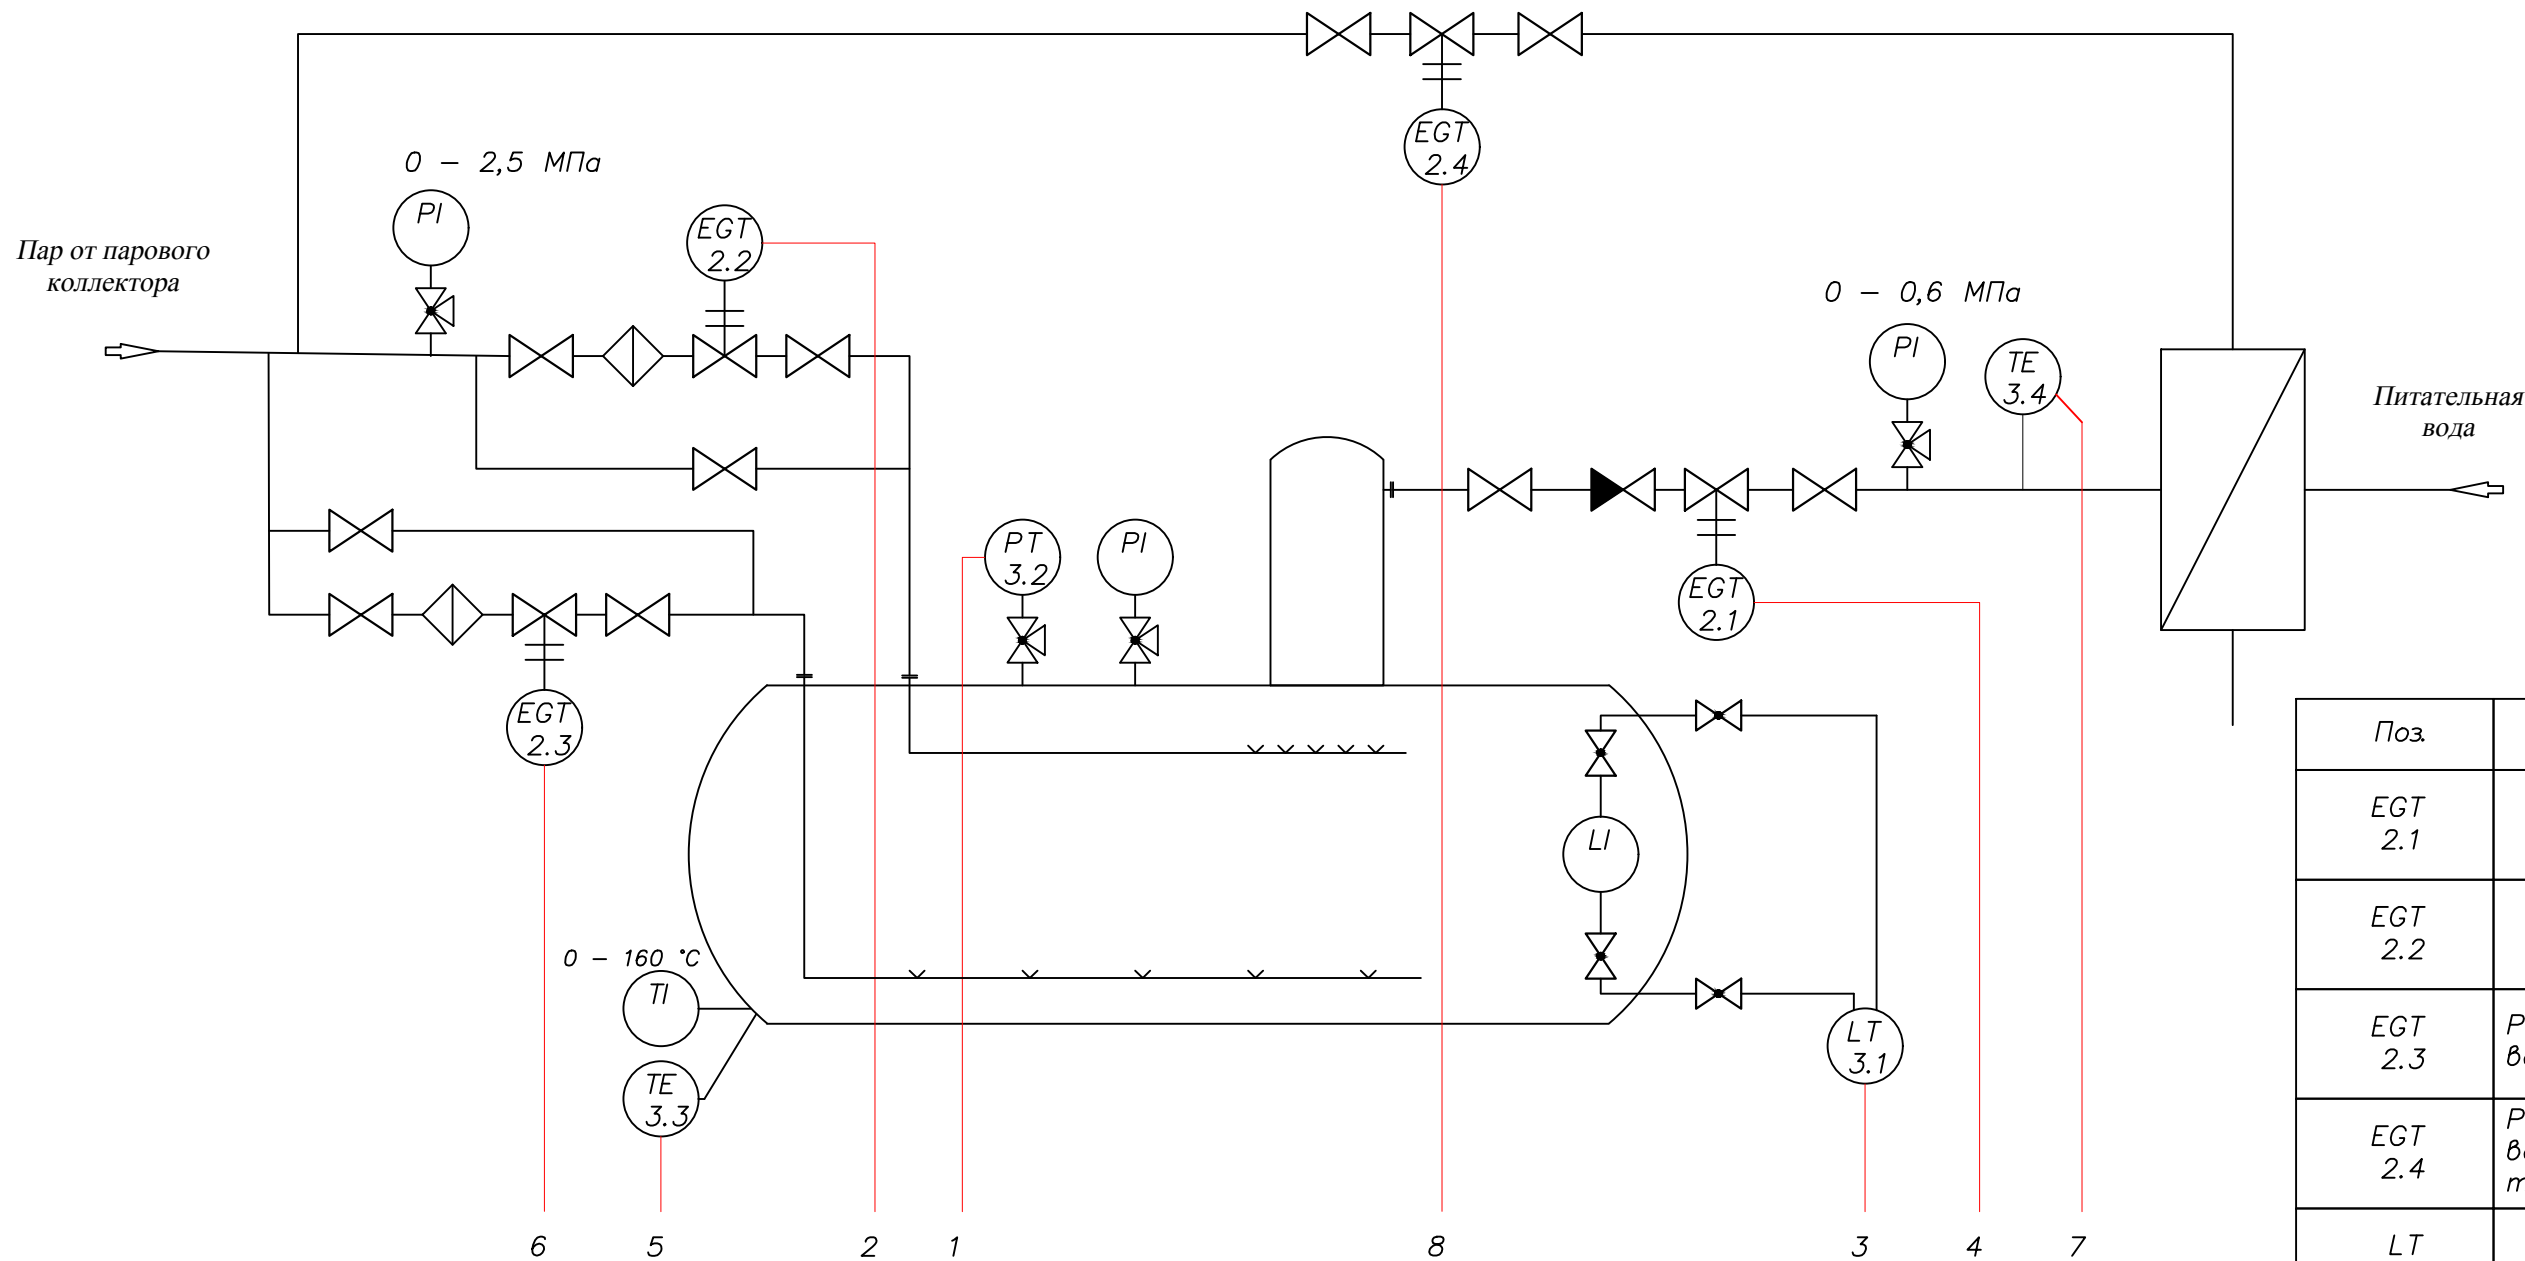 0 – 2,5 МПа
PI
EGT
2.2
EGT
2.4
Пар от парового
коллектора
0 – 0,6 МПа
PI
TE
3.4
Питательная
вода
PT
3.2
PI
EGT
2.1
EGT
2.3
LI
0 – 160 °C
TI
TE
3.3
LT
3.1
6
5
2
1
8
3
4
7
Поз.
EGT
2.1
EGT
2.2
EGT
2.3
EGT
2.4
LT